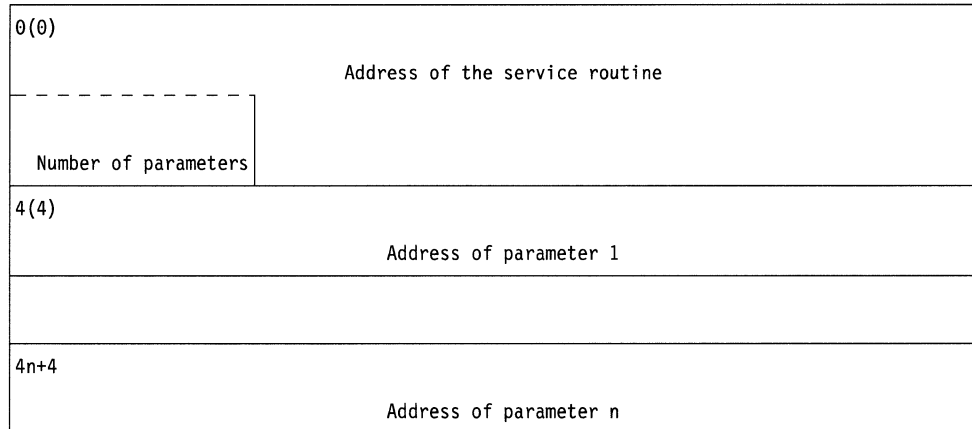 0(0)
Address of the service routine
Number of parameters
4(4)
Address of parameter 1
4n+4
Address of parameter n